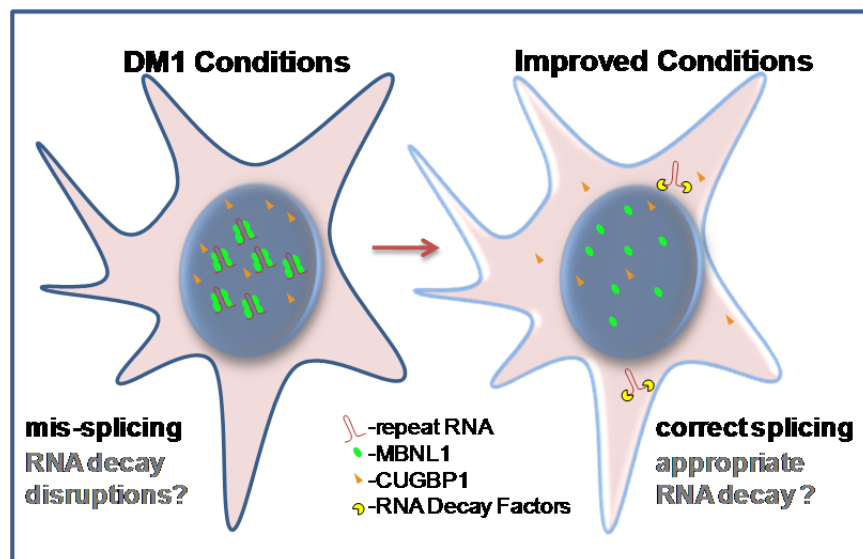 DM1 Conditions
Improved Conditions
mis-splicing
RNA decay
disruptions?
-repeat RNA
-MBNL1
-CUGBP1
-RNA Decay Factors
correct splicing
appropriate
RNA decay ?